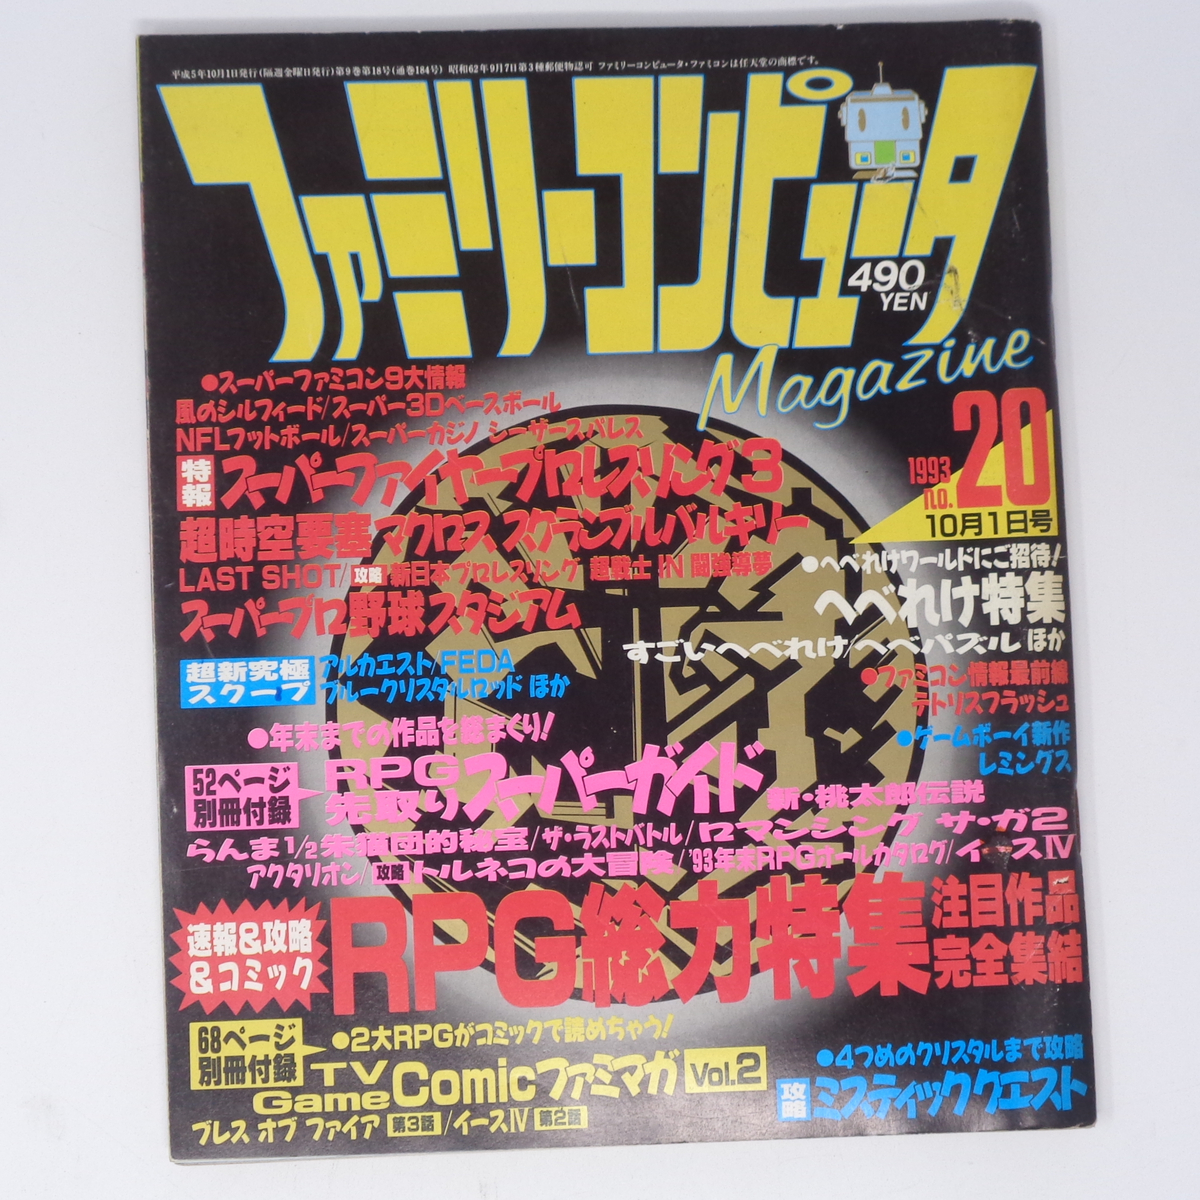 平成5年10月1日発行(隔週金曜日発行)第9巻第18号(通巻184号) 昭和62年9月7日第3種郵便物認可 ファミリーコンピュータ・ファミコンは任天堂の商標です。
ファミリーコンピュータ
Magazine
490
YEN
1993
no.20
10月1日号
●スーパーファミコン9大情報
風のシルフィード/スーパー3Dベースボール
NFLフットボール/スーパーカジノ シーザースパレス
特報 スーパーファイヤープロレスリング3
超時空要塞マクロス スクランブルバルキリー
LAST SHOT/攻略 新日本プロレスリング 超戦士 IN 闘強導夢
スーパープロ野球スタジアム
●へべれけワールドにご招待!
へべれけ特集
すごいへべれけ/へべパズル ほか
超新究極スクープ
アルカエスト/FEDA
ブルークリスタルロッド ほか
●ファミコン情報最前線
テトリスフラッシュ
●ゲームボーイ新作
レミングス
●年末までの作品を総まくり!
52ページ
別冊付録
RPG
先取り
スーパーガイド
新・桃太郎伝説
らんま1/2朱猫団的秘宝/ザ・ラストバトル/ロマンシング サ・ガ2
アクタリオン/攻略 トルネコの大冒険/'93年末RPGオールカタログ/イースIV
速報&攻略
&コミック
RPG総力特集
注目作品
完全集結
68ページ
別冊付録
●2大RPGがコミックで読めちゃう!
TV
Game
Comicファミマガ Vol.2
ブレス オブ ファイア 第3話/イースIV 第2話
●4つめのクリスタルまで攻略
攻略 ミスティッククエスト